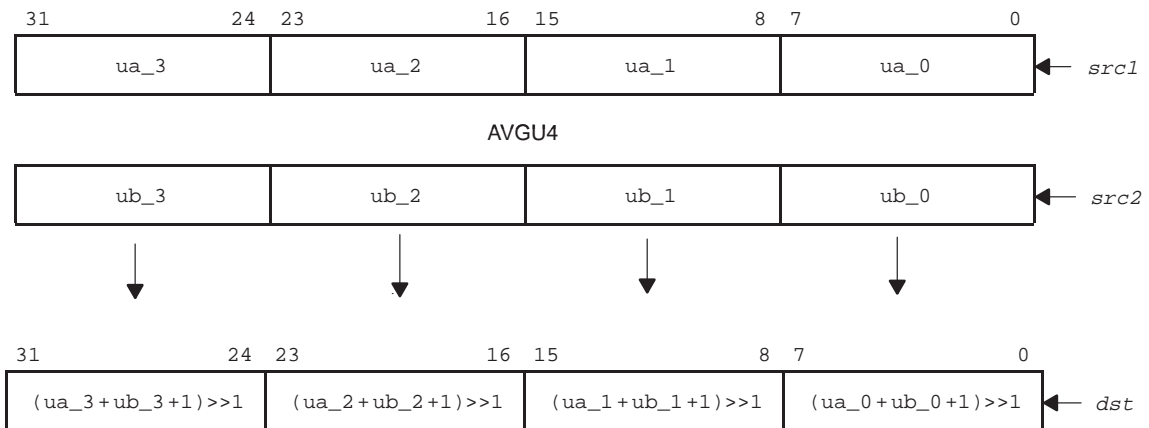 31 24 23 16 15 8 7 0
ua_3 ua_2 ua_1 ua_0 src1
AVGU4
ub_3 ub_2 ub_1 ub_0 src2
31 24 23 16 15 8 7 0
(ua_3+ub_3+1)>>1 (ua_2+ub_2+1)>>1 (ua_1+ub_1+1)>>1 (ua_0+ub_0+1)>>1 dst